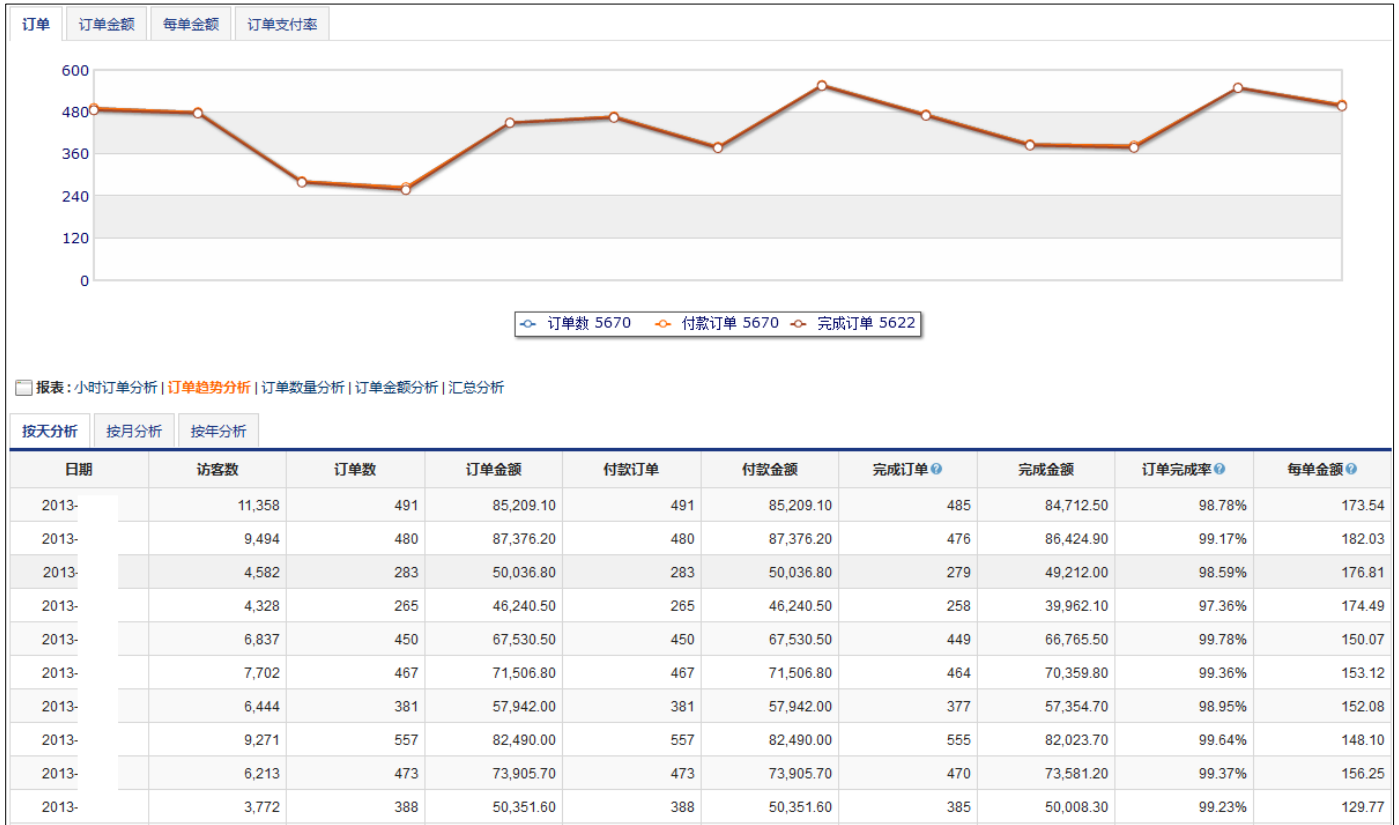 订单 订单金额 每单金额 订单支付率
600
480
360
240
120
0
订单数 5670 付款订单 5670 完成订单 5622
报表：小时订单分析 | 订单趋势分析 | 订单数量分析 | 订单金额分析 | 汇总分析
按天分析 按月分析 按年分析
日期 访客数 订单数 订单金额 付款订单 付款金额 完成订单 ? 完成金额 订单完成率 ? 每单金额 ?
2013- 11,358 491 85,209.10 491 85,209.10 485 84,712.50 98.78% 173.54
2013- 9,494 480 87,376.20 480 87,376.20 476 86,424.90 99.17% 182.03
2013- 4,582 283 50,036.80 283 50,036.80 279 49,212.00 98.59% 176.81
2013- 4,328 265 46,240.50 265 46,240.50 258 39,962.10 97.36% 174.49
2013- 6,837 450 67,530.50 450 67,530.50 449 66,765.50 99.78% 150.07
2013- 7,702 467 71,506.80 467 71,506.80 464 70,359.80 99.36% 153.12
2013- 6,444 381 57,942.00 381 57,942.00 377 57,354.70 98.95% 152.08
2013- 9,271 557 82,490.00 557 82,490.00 555 82,023.70 99.64% 148.10
2013- 6,213 473 73,905.70 473 73,905.70 470 73,581.20 99.37% 156.25
2013- 3,772 388 50,351.60 388 50,351.60 385 50,008.30 99.23% 129.77